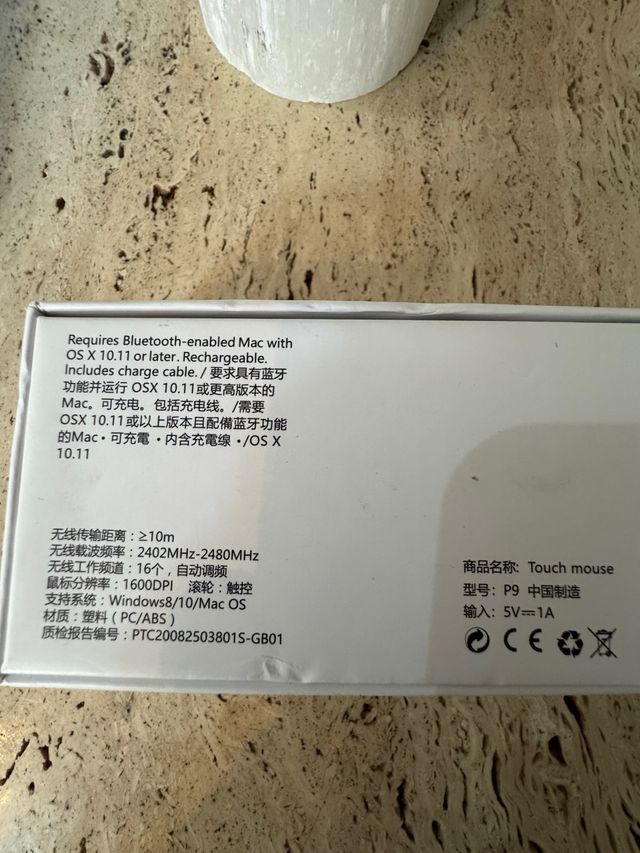 Requires Bluetooth-enabled Mac with
OS X 10.11 or later. Rechargeable.
Includes charge cable. / 要求具有蓝牙
功能并运行 OSX 10.11或更高版本的
Mac。可充电。包括充电线。/需要
OSX 10.11或以上版本且配備蓝牙功能
的Mac・可充電 ・内含充電線 ・/OS X
10.11
无线传输距离：≥10m
无线载波频率：2402MHz-2480MHz
无线工作频道：16个，自动调频
鼠标分辨率：1600DPI 滚轮：触控
支持系统：Windows8/10/Mac OS
材质：塑料（PC/ABS）
质检报告编号：PTC20082503801S-GB01
商品名称: Touch mouse
型号: P9 中国制造
输入: 5V⎓1A
CE